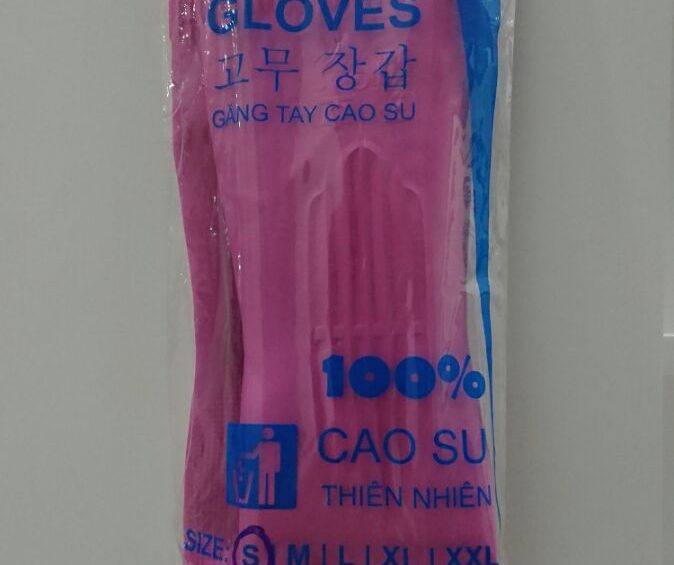 GLOVES
고무 장갑
GĂNG TAY CAO SU
100%
CAO SU
THIÊN NHIÊN
SIZE: S | M | L | XL | XXL